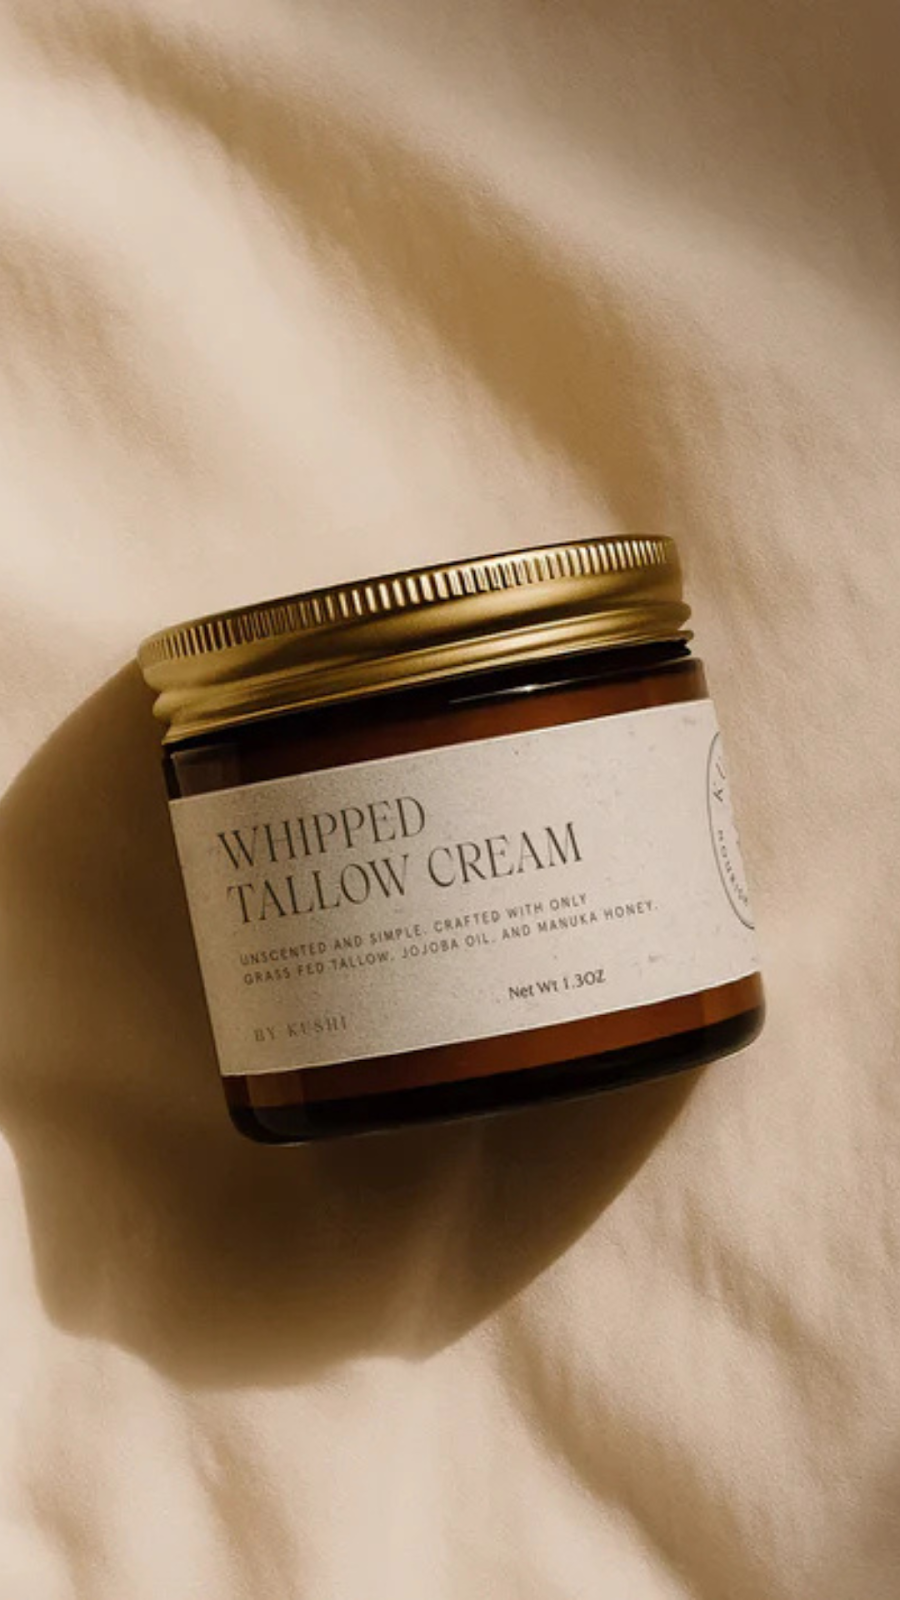 WHIPPED
TALLOW CREAM
UNSCENTED AND SIMPLE. CRAFTED WITH ONLY
GRASS FED TALLOW, JOJOBA OIL, AND MANUKA HONEY.
Net Wt 1.3OZ
BY KUSHI